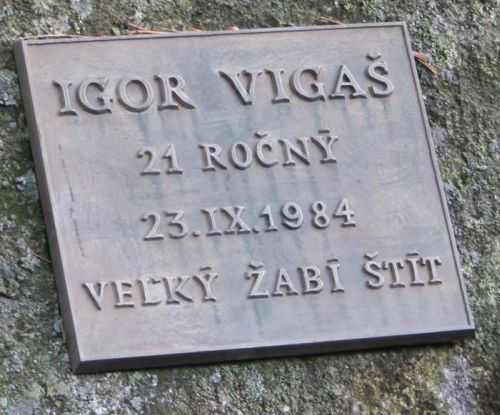 IGOR VIGAŠ
21 ROČNÝ
23.IX.1984
VEĽKÝ ŽABÍ ŠTÍT